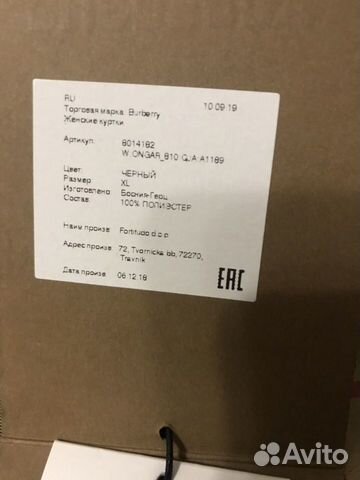 RU
10.09.19
Торговая марка: Burberry
Женские куртки
Артикул: 8014182
W:ONGAR_810 Q.A:A1189
Цвет: ЧЕРНЫЙ
Размер: XL
Изготовлено Босния-Герц
Состав: 100% ПОЛИЭСТЕР
Наим произв Fortitudo d.o.o
Адрес произв 72, Tvornicka bb, 72270,
Travnik
Дата произв 06.12.18
EAC
Avito